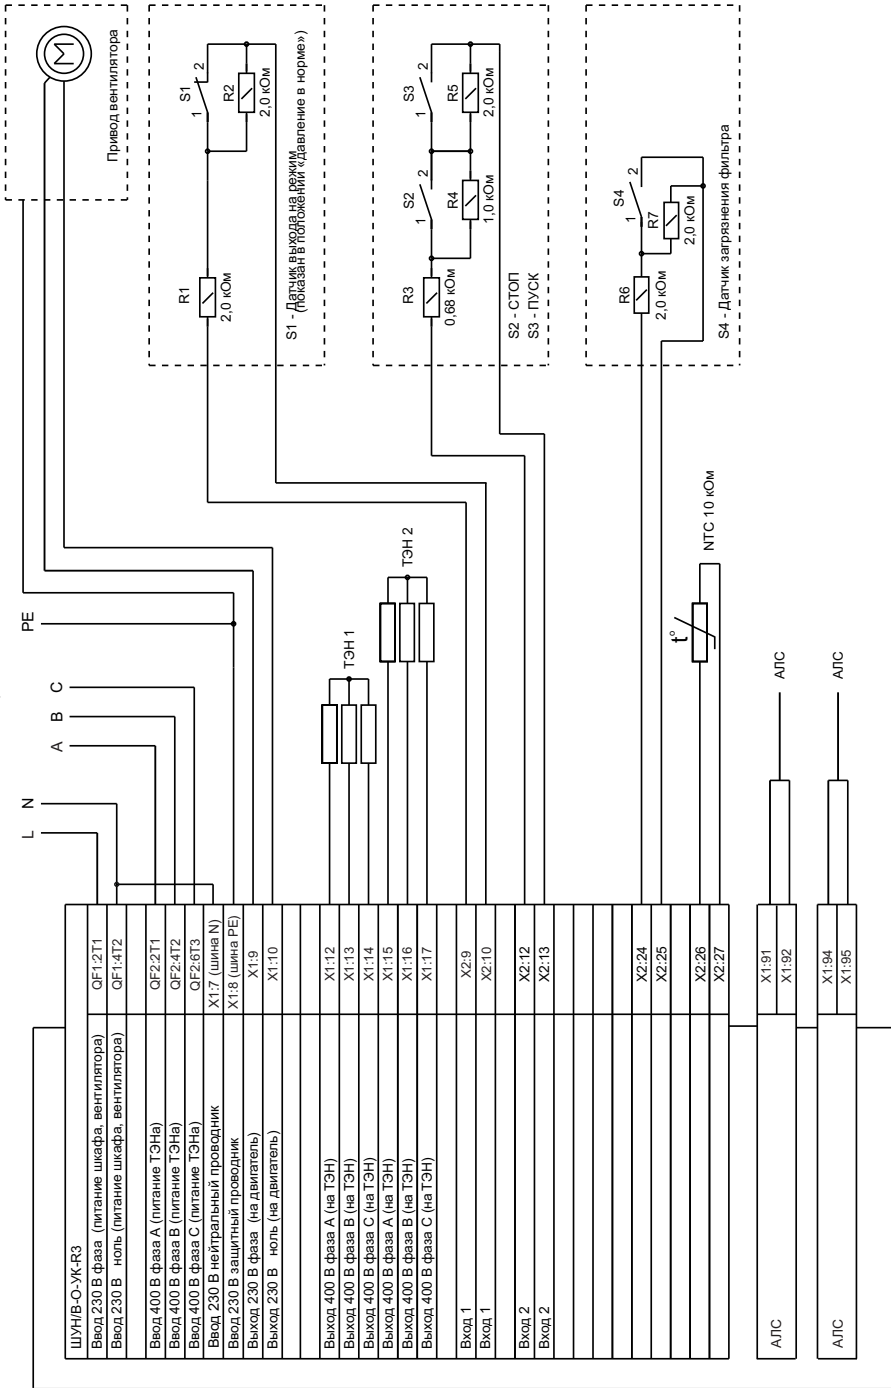 ШУН/В-О-УК-R3
Ввод 230 В фаза (питание шкафа, вентилятора) QF1:2T1
Ввод 230 В ноль (питание шкафа, вентилятора) QF1:4T2
Ввод 400 В фаза А (питание ТЭНа) QF2:2T1
Ввод 400 В фаза В (питание ТЭНа) QF2:4T2
Ввод 400 В фаза С (питание ТЭНа) QF2:6T3
Ввод 230 В нейтральный проводник X1:7 (шина N)
Ввод 230 В защитный проводник X1:8 (шина PE)
Выход 230 В фаза (на двигатель) X1:9
Выход 230 В ноль (на двигатель) X1:10
Выход 400 В фаза А (на ТЭН) X1:12
Выход 400 В фаза В (на ТЭН) X1:13
Выход 400 В фаза С (на ТЭН) X1:14
Выход 400 В фаза А (на ТЭН) X1:15
Выход 400 В фаза В (на ТЭН) X1:16
Выход 400 В фаза С (на ТЭН) X1:17
Вход 1 X2:9
Вход 1 X2:10
Вход 2 X2:12
Вход 2 X2:13
X2:24
X2:25
X2:26
X2:27
АЛС
X1:91
X1:92
АЛС
АЛС
X1:94
X1:95
АЛС
L
N
A
B
C
PE
ТЭН 1
ТЭН 2
t°
NTC 10 кОм
M
Привод вентилятора
R1
2,0 кОм
S1
1
2
R2
2,0 кОм
S1 - Датчик выхода на режим
(показан в положении «давление в норме»)
R3
0,68 кОм
S2
1
2
R4
1,0 кОм
S3
1
2
R5
2,0 кОм
S2 - СТОП
S3 - ПУСК
R6
2,0 кОм
S4
1
2
R7
2,0 кОм
S4 - Датчик загрязнения фильтра